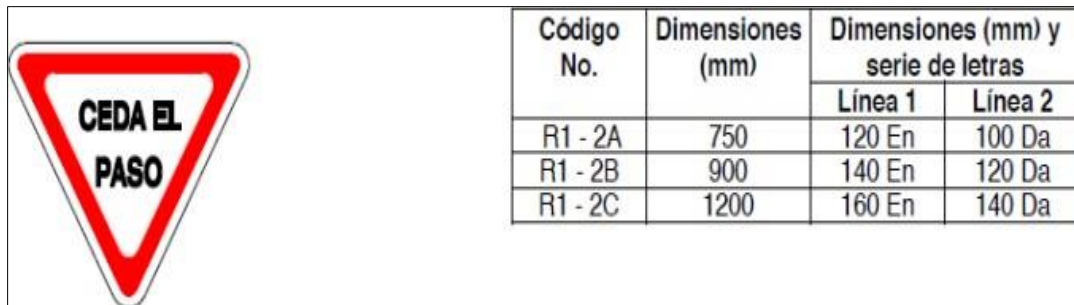 CEDA EL
PASO
Código No. Dimensiones (mm) Dimensiones (mm) y serie de letras
Línea 1 Línea 2
R1 - 2A 750 120 En 100 Da
R1 - 2B 900 140 En 120 Da
R1 - 2C 1200 160 En 140 Da